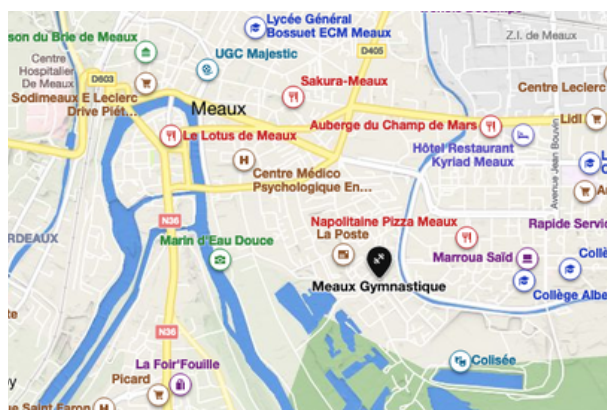 Lycée Général
Bossuet ECM Meaux
Z.I. de Meaux
son du Brie de Meaux
D405
UGC Majestic
Centre
Hospitalier
De Meaux
D603
Sodimeaux E Leclerc
Drive Piét...
Sakura-Meaux
Centre Leclerc
Meaux
Auberge du Champ de Mars
Lidl
Le Lotus de Meaux
Hôtel Restaurant
Kyriad Meaux
Avenue Jean Bouvin
Centre Médico
Psychologique En...
N36
Napolitaine Pizza Meaux
Rapide Servic
La Poste
RDEAUX
Marin d'Eau Douce
Marroua Saïd
Collè
Meaux Gymnastique
Collège Albe
N36
La Foir'Fouille
Colisée
Picard
ne Saint Faron